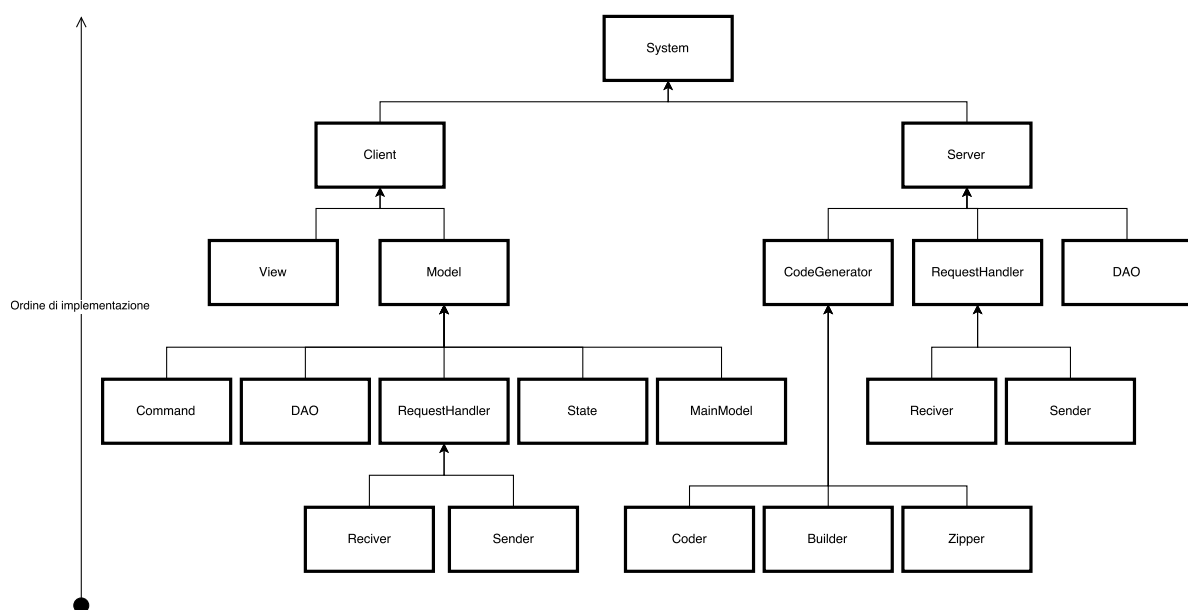 System
Client
Server
View
Model
CodeGenerator
RequestHandler
DAO
Ordine di implementazione
Command
DAO
RequestHandler
State
MainModel
Reciver
Sender
Reciver
Sender
Coder
Builder
Zipper